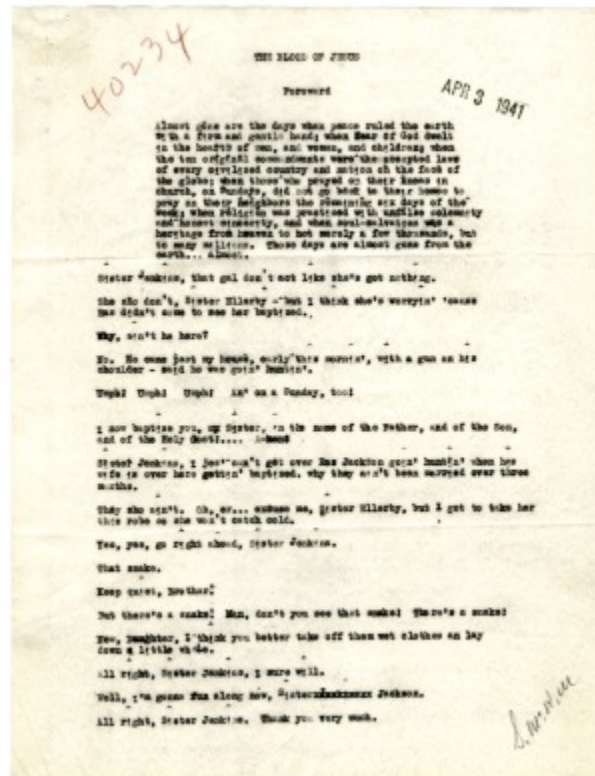 40234
THE BLOOD OF JESUS
APR 3 1941
Foreword
Almost gone are the days when peace ruled the earth
with a firm and gentle hand; when fear of God dwelt
in the hearts of men, and women, and children; when
the ten original commandments were the accepted laws
of every civilized country and nation on the face of
the globe; when those who prayed on their knees in
church, on Sundays, did not go back to their homes to
prey on their neighbors the remaining six days of the
week; when religion was practiced with
and honest sincerity, and when soul-salvation was a
heritage from heaven to not merely a few thousands, but
to many millions. Those days are almost gone from the
earth... Almost.
Sister Jenkins, that gal don't act like she's got nothing.
She sho don't, Sister Ellerby - but I think she's worryin' 'cause
Ras didn't come to see her baptized.
Why, ain't he here?
No. He came past my house, early this mornin', with a gun on his
shoulder - said he was goin' huntin'.
Umph! Umph! Umph! An' on a Sunday, too!
I now baptize you, my Sister, in the name of the Father, and of the Son,
and of the Holy Ghost!.... Amen!
Sister Jenkins, I jes' can't get over Ras Jackson goin' huntin' when his
wife is over here gettin' baptized. why they ain't been married over three
months.
They sho ain't. Oh, er... excuse me, Sister Ellerby, but I got to take her
this robe so she won't catch cold.
Yes, yes, go right ahead, Sister Jenkins.
That snake.
Keep quiet, Brother!
But there's a snake! Man, don't you see that snake! There's a snake!
Now, Daughter, I think you better take off them wet clothes an lay
down a little while.
All right, Sister Jenkins, I sure will.
Well, I'm gonna run along now, Sister Jackson.
All right, Sister Jenkins. Thank you very much.